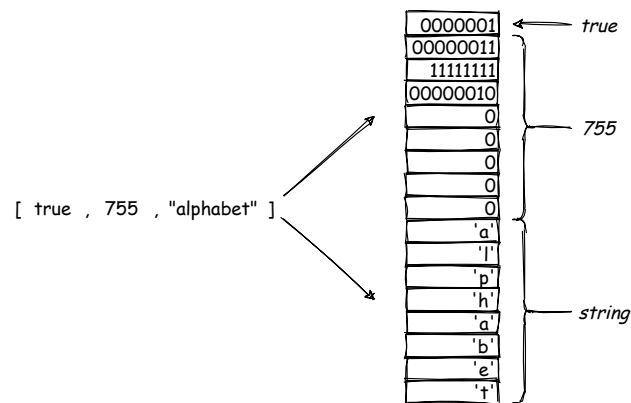 0000001
true
00000011
11111111
00000010
0
0
755
0
0
0
[ true , 755 , "alphabet" ]
'a'
'l'
'p'
'h'
'a'
string
'b'
'e'
't'